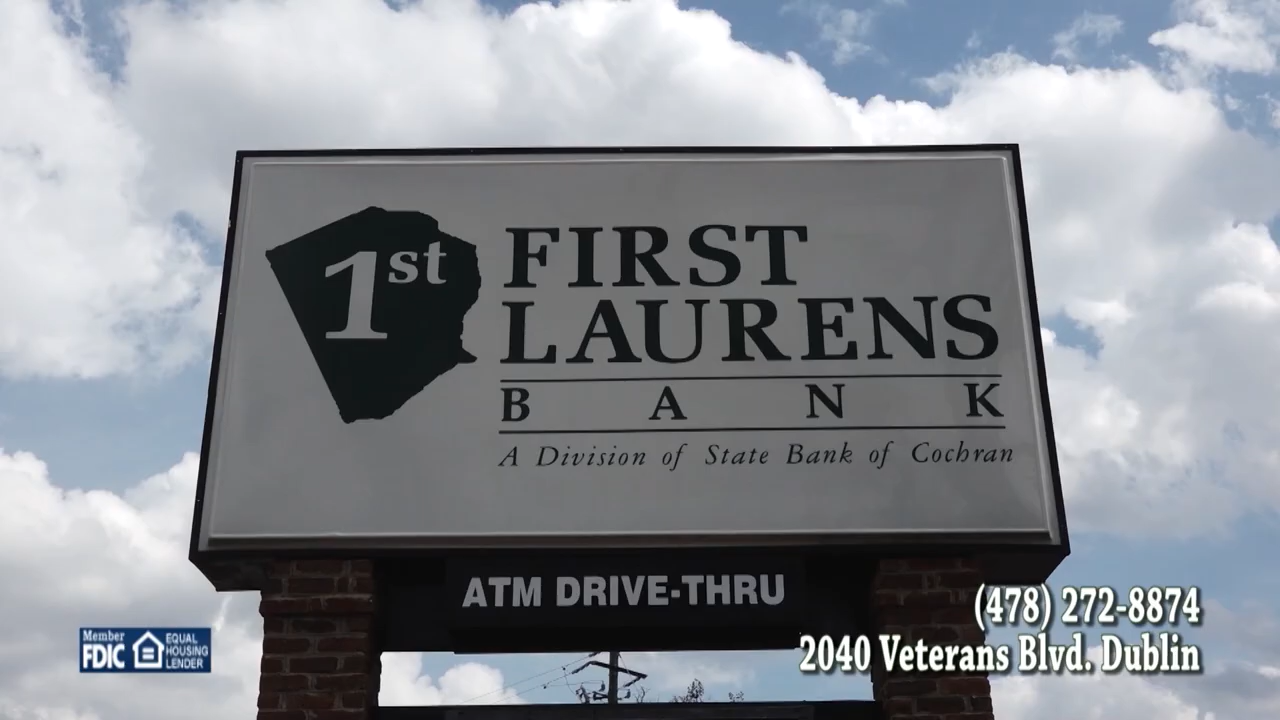 1st
FIRST
LAURENS
BANK
A Division of State Bank of Cochran
ATM DRIVE-THRU
(478) 272-8874
2040 Veterans Blvd. Dublin
Member
FDIC
EQUAL
HOUSING
LENDER